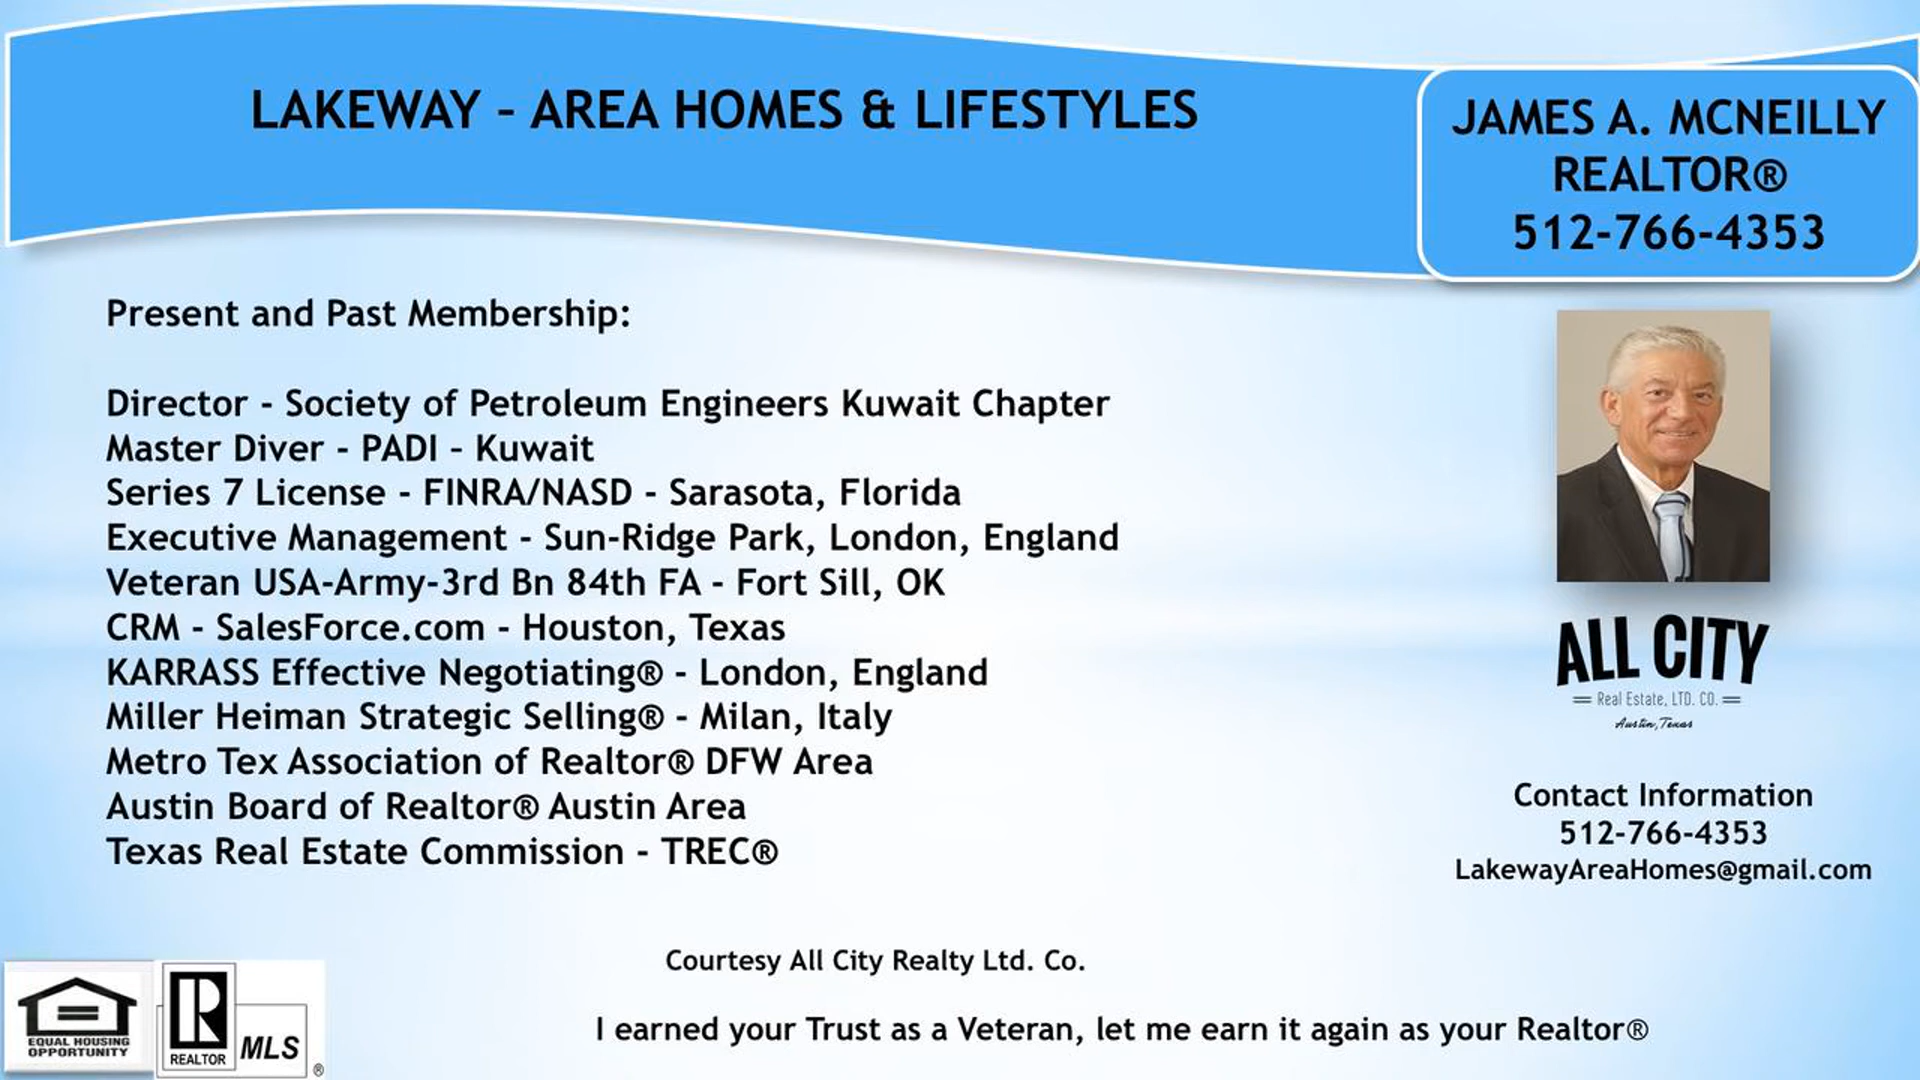 LAKEWAY – AREA HOMES & LIFESTYLES
JAMES A. MCNEILLY
REALTOR®
512-766-4353
Present and Past Membership:
Director - Society of Petroleum Engineers Kuwait Chapter
Master Diver - PADI – Kuwait
Series 7 License - FINRA/NASD - Sarasota, Florida
Executive Management - Sun-Ridge Park, London, England
Veteran USA-Army-3rd Bn 84th FA - Fort Sill, OK
CRM - SalesForce.com - Houston, Texas
KARRASS Effective Negotiating® - London, England
Miller Heiman Strategic Selling® - Milan, Italy
Metro Tex Association of Realtor® DFW Area
Austin Board of Realtor® Austin Area
Texas Real Estate Commission - TREC®
ALL CITY
Real Estate, LTD. CO.
Austin, Texas
Contact Information
512-766-4353
LakewayAreaHomes@gmail.com
Courtesy All City Realty Ltd. Co.
I earned your Trust as a Veteran, let me earn it again as your Realtor®
EQUAL HOUSING
OPPORTUNITY
R
REALTOR
MLS
®